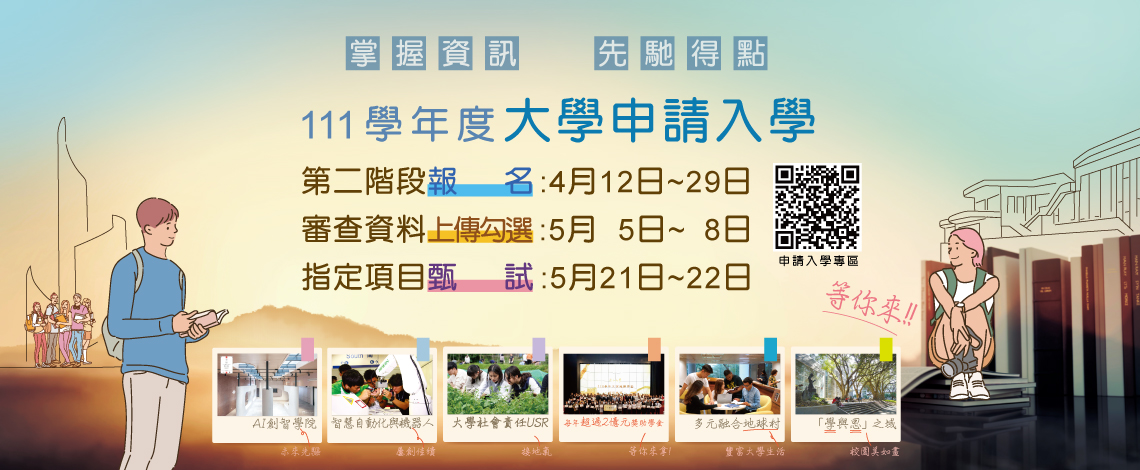 掌握資訊 先馳得點
111學年度大學申請入學
第二階段報 名:4月12日~29日
審查資料上傳勾選:5月 5日~ 8日
指定項目甄 試:5月21日~22日
申請入學專區
等你來!!
AI創智學院
智慧自動化與機器人
大學社會責任USR
每年超過2億元獎助學金
多元融合地球村
「學與思」之城
未來先驅
屢創佳績
接地氣
等你來拿!
豐富大學生活
校園美如畫